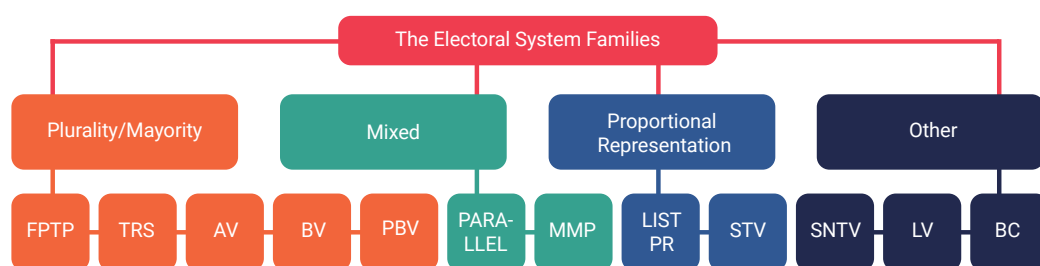 The Electoral System Families
Plurality/Mayority
Mixed
Proportional
Representation
Other
FPTP
TRS
AV
BV
PBV
PARA-
LLEL
MMP
LIST
PR
STV
SNTV
LV
BC